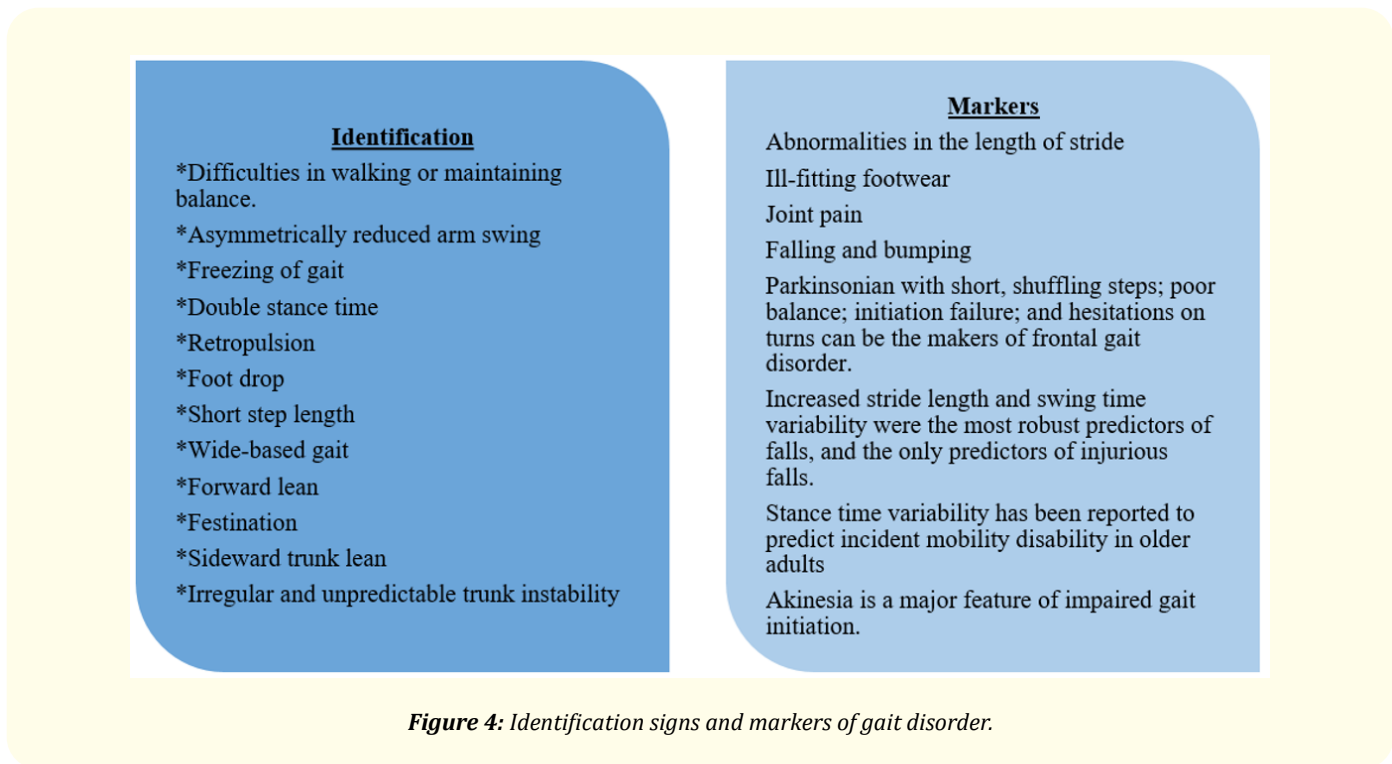 Identification
*Difficulties in walking or maintaining
balance.
*Asymmetrically reduced arm swing
*Freezing of gait
*Double stance time
*Retropulsion
*Foot drop
*Short step length
*Wide-based gait
*Forward lean
*Festination
*Sideward trunk lean
*Irregular and unpredictable trunk instability
Markers
Abnormalities in the length of stride
Ill-fitting footwear
Joint pain
Falling and bumping
Parkinsonian with short, shuffling steps; poor
balance; initiation failure; and hesitations on
turns can be the makers of frontal gait
disorder.
Increased stride length and swing time
variability were the most robust predictors of
falls, and the only predictors of injurious
falls.
Stance time variability has been reported to
predict incident mobility disability in older
adults
Akinesia is a major feature of impaired gait
initiation.
Figure 4: Identification signs and markers of gait disorder.